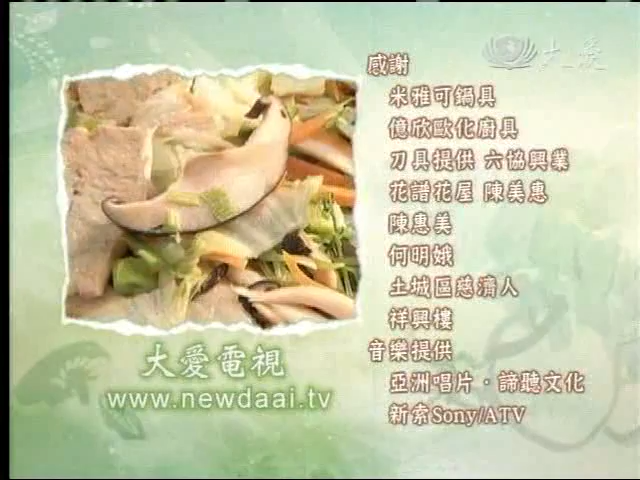 大愛
感謝
米雅可鍋具
億欣歐化廚具
刀具提供 六協興業
花譜花屋 陳美惠
陳惠美
何明娥
土城區慈濟人
祥興樓
音樂提供
亞洲唱片·諦聽文化
新索Sony/ATV
大愛電視
www.newdaai.tv